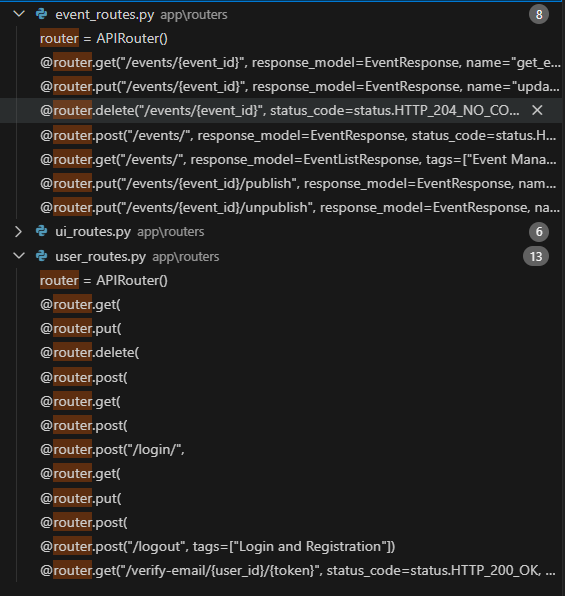 event_routes.py app\routers 8
router = APIRouter()
@router.get("/events/{event_id}", response_model=EventResponse, name="get_e...
@router.put("/events/{event_id}", response_model=EventResponse, name="upda...
@router.delete("/events/{event_id}", status_code=status.HTTP_204_NO_CO...
@router.post("/events/", response_model=EventResponse, status_code=status.H...
@router.get("/events/", response_model=EventListResponse, tags=["Event Mana...
@router.put("/events/{event_id}/publish", response_model=EventResponse, nam...
@router.put("/events/{event_id}/unpublish", response_model=EventResponse, na...
ui_routes.py app\routers 6
user_routes.py app\routers 13
router = APIRouter()
@router.get(
@router.put(
@router.delete(
@router.post(
@router.get(
@router.post(
@router.post("/login/",
@router.get(
@router.put(
@router.post(
@router.post("/logout", tags=["Login and Registration"])
@router.get("/verify-email/{user_id}/{token}", status_code=status.HTTP_200_OK, ...